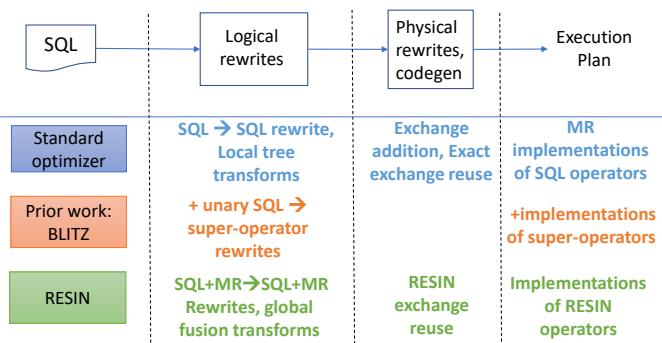 SQL
Logical
rewrites
Physical
rewrites,
codegen
Execution
Plan
Standard
optimizer
SQL → SQL rewrite,
Local tree
transforms
Exchange
addition, Exact
exchange reuse
MR
implementations
of SQL operators
Prior work:
BLITZ
+ unary SQL →
super-operator
rewrites
+implementations
of super-operators
RESIN
SQL+MR→SQL+MR
Rewrites, global
fusion transforms
RESIN
exchange
reuse
Implementations
of RESIN
operators